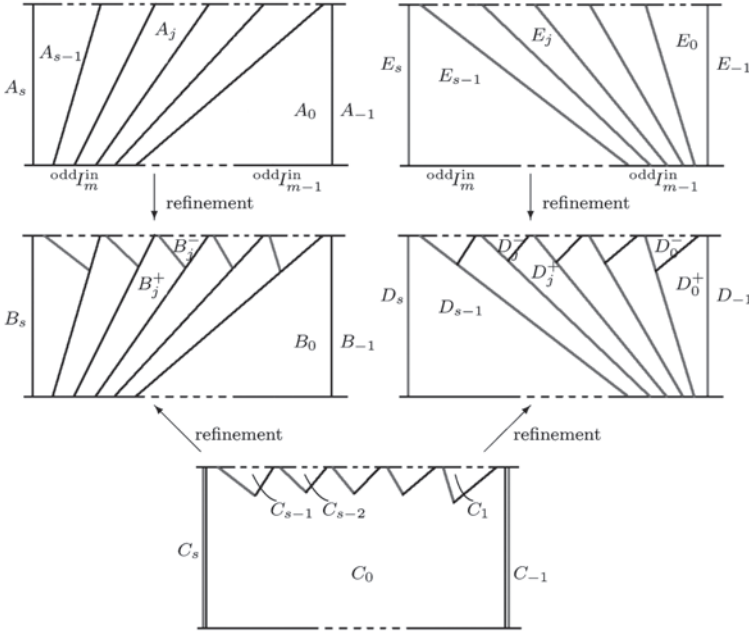 A_{s-1} A_j E_j E_0
A_s A_0 A_{-1} E_s E_{s-1} E_{-1}
^{odd}I_m^{in} ^{odd}I_{m-1}^{in} ^{odd}I_m^{in} ^{odd}I_{m-1}^{in}
refinement refinement
B_j^- D_j^- D_0^-
B_j^+ D_j^+ D_0^+
B_s B_0 B_{-1} D_s D_{s-1} D_{-1}
refinement refinement
C_{s-1} C_{s-2} C_1
C_s C_0 C_{-1}